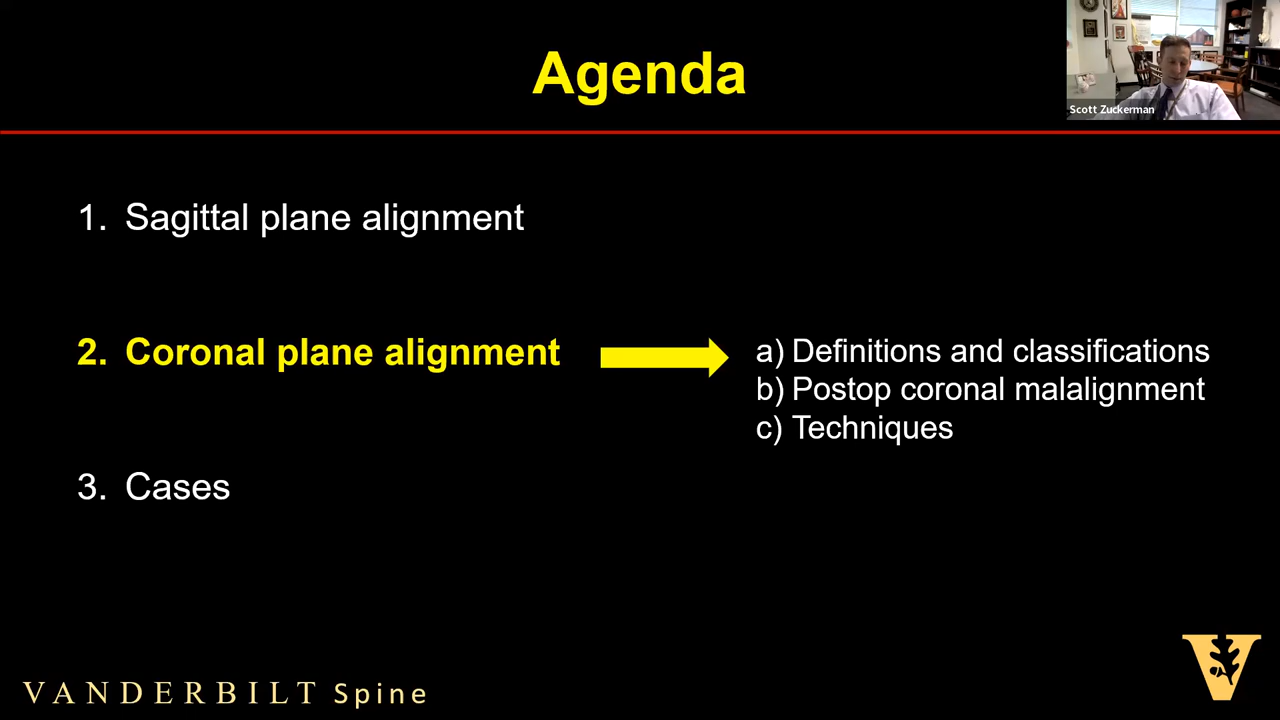 Agenda
Scott Zuckerman
1. Sagittal plane alignment
2. Coronal plane alignment
a) Definitions and classifications
b) Postop coronal malalignment
c) Techniques
3. Cases
VANDERBILT Spine
V